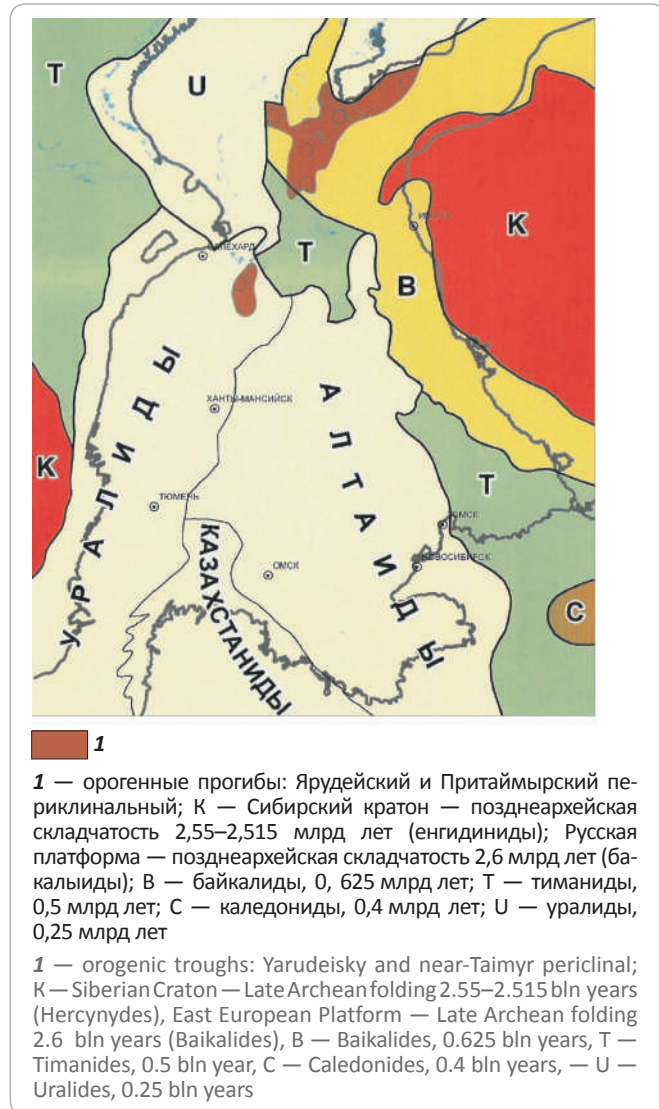 T
U
K
T
B
САЛЕХАРД
ХАНТЫ-МАНСИЙСК
УРАЛИДЫ
АЛТАИДЫ
K
T
ТЮМЕНЬ
ТОМСК
НОВОСИБИРСК
ОМСК
КАЗАХСТАНИДЫ
C
1
1 — орогенные прогибы: Ярудейский и Притаймырский пе-
риклинальный; К — Сибирский кратон — позднеархейская
складчатость 2,55–2,515 млрд лет (енгидиниды); Русская
платформа — позднеархейская складчатость 2,6 млрд лет (ба-
калыиды); В — байкалиды, 0, 625 млрд лет; Т — тиманиды,
0,5 млрд лет; С — каледониды, 0,4 млрд лет; U — уралиды,
0,25 млрд лет
1 — orogenic troughs: Yarudeisky and near-Taimyr periclinal;
K — Siberian Craton — Late Archean folding 2.55–2.515 bln years
(Hercynydes), East European Platform — Late Archean folding
2.6 bln years (Baikalides), B — Baikalides, 0.625 bln years, T —
Timanides, 0.5 bln year, C — Caledonides, 0.4 bln years, — U —
Uralides, 0.25 bln years